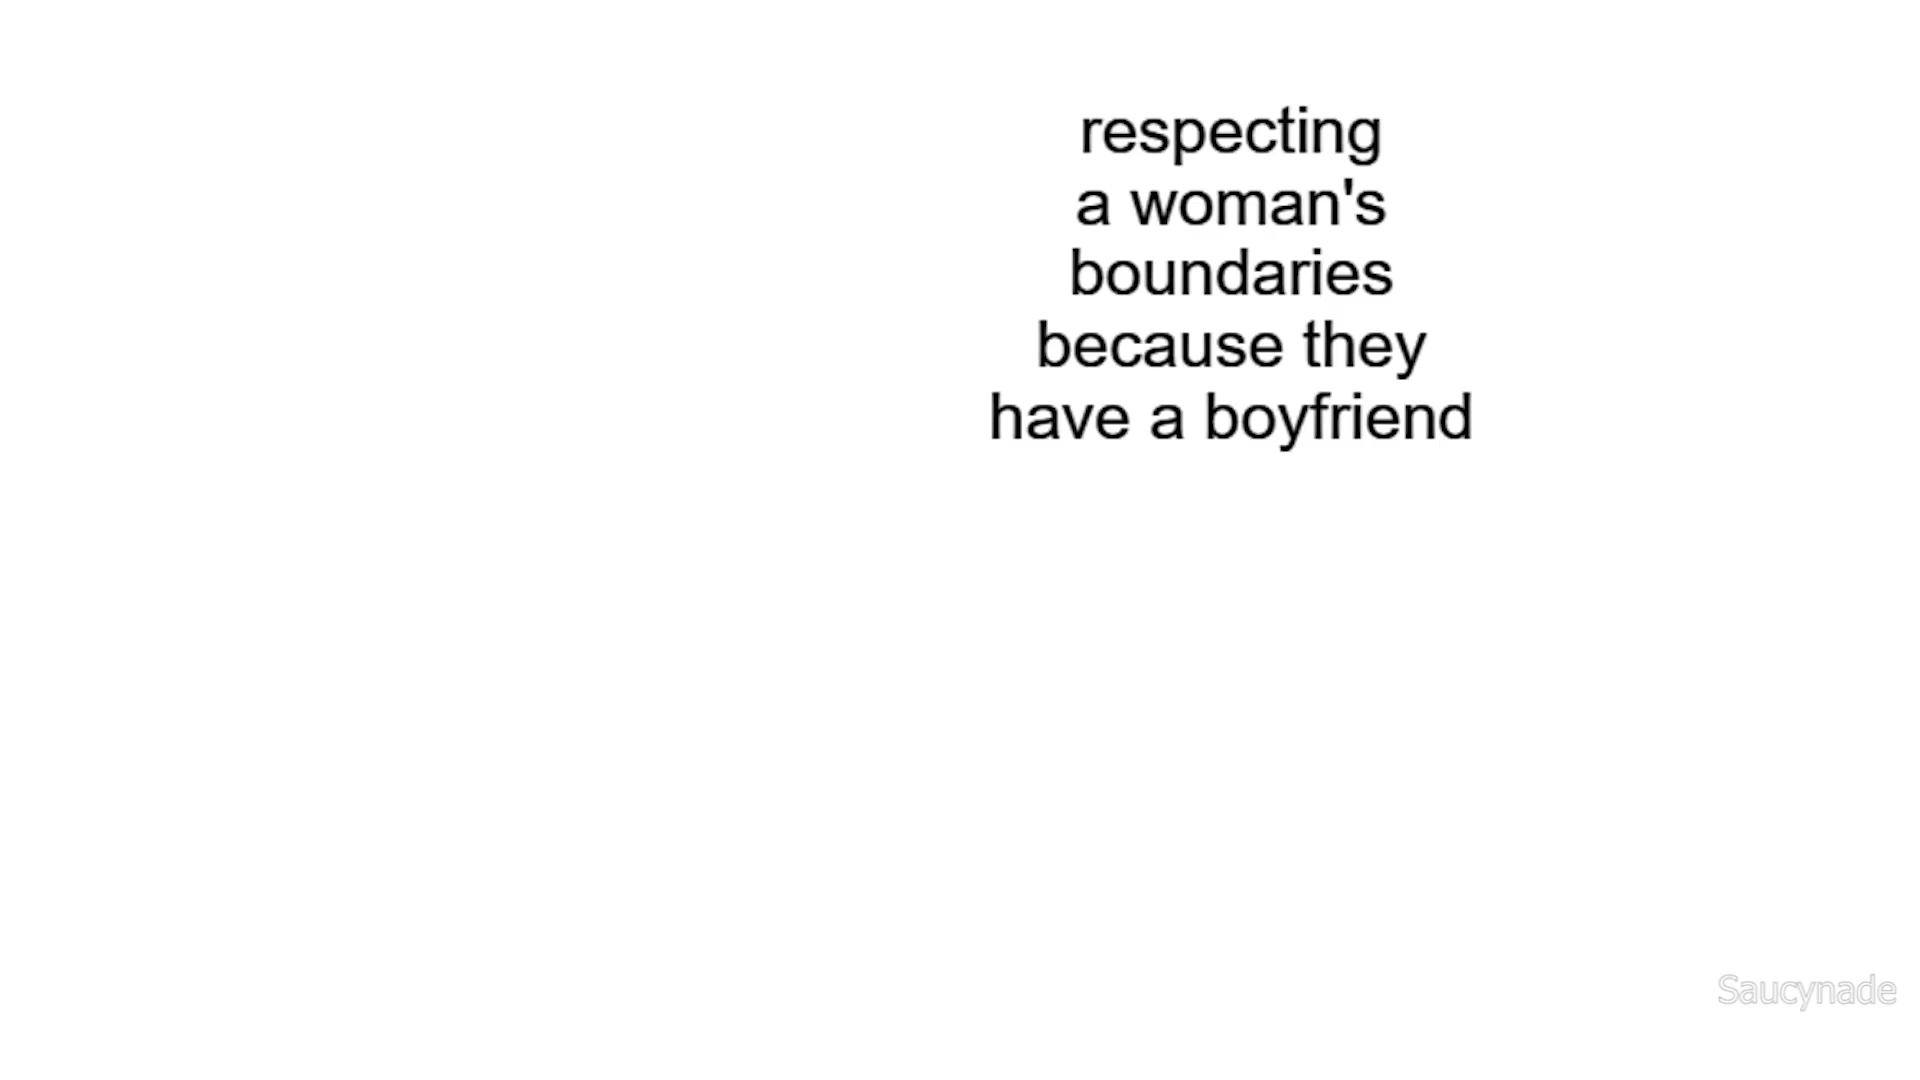 respecting
a woman's
boundaries
because they
have a boyfriend
Saucynade